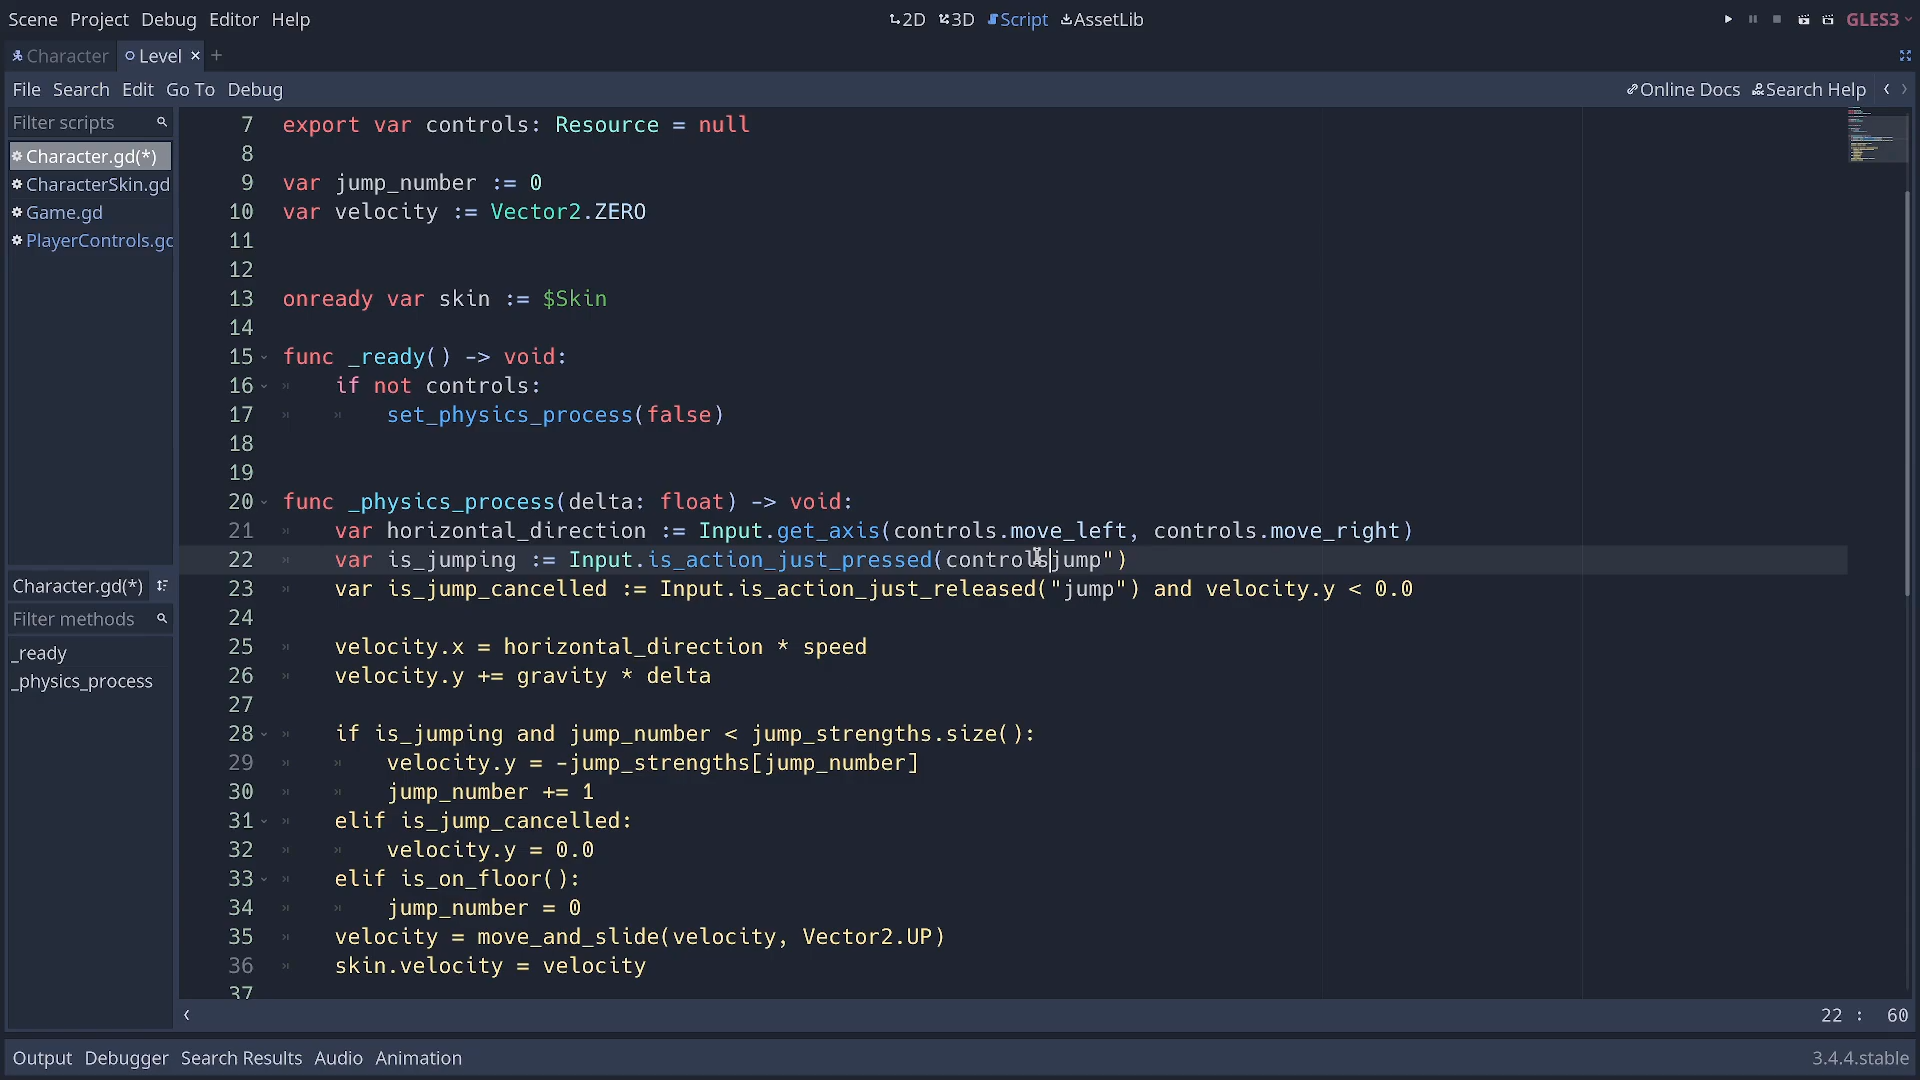 Scene Project Debug Editor Help
2D 3D Script AssetLib
GLES3
Character Level × +
File Search Edit Go To Debug
Online Docs Search Help
Filter scripts
Character.gd(*)
CharacterSkin.gd
Game.gd
PlayerControls.gd
Character.gd(*)
Filter methods
_ready
_physics_process
7 export var controls: Resource = null
8
9 var jump_number := 0
10 var velocity := Vector2.ZERO
11
12
13 onready var skin := $Skin
14
15 func _ready() -> void:
16 if not controls:
17 set_physics_process(false)
18
19
20 func _physics_process(delta: float) -> void:
21 var horizontal_direction := Input.get_axis(controls.move_left, controls.move_right)
22 var is_jumping := Input.is_action_just_pressed(controlsjump")
23 var is_jump_cancelled := Input.is_action_just_released("jump") and velocity.y < 0.0
24
25 velocity.x = horizontal_direction * speed
26 velocity.y += gravity * delta
27
28 if is_jumping and jump_number < jump_strengths.size():
29 velocity.y = -jump_strengths[jump_number]
30 jump_number += 1
31 elif is_jump_cancelled:
32 velocity.y = 0.0
33 elif is_on_floor():
34 jump_number = 0
35 velocity = move_and_slide(velocity, Vector2.UP)
36 skin.velocity = velocity
37
22 : 60
Output Debugger Search Results Audio Animation
3.4.4.stable